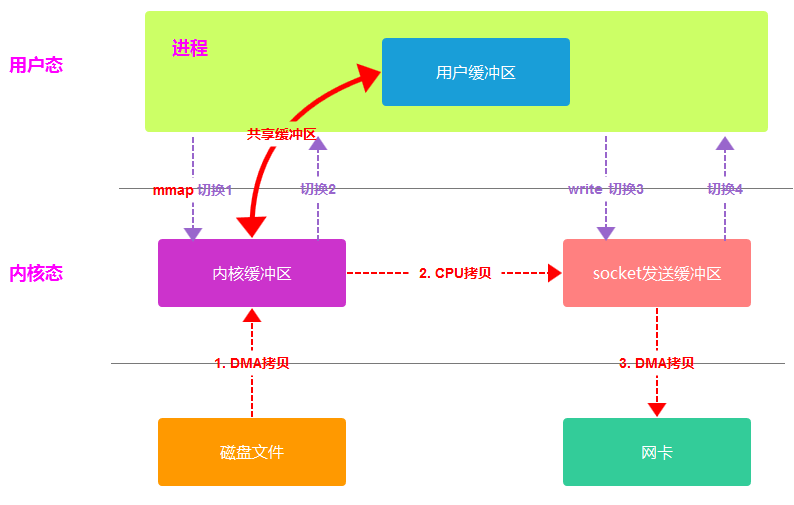 用户态
进程
用户缓冲区
共享缓冲区
mmap 切换1
切换2
write 切换3
切换4
内核态
内核缓冲区
2. CPU拷贝
socket发送缓冲区
1. DMA拷贝
3. DMA拷贝
磁盘文件
网卡